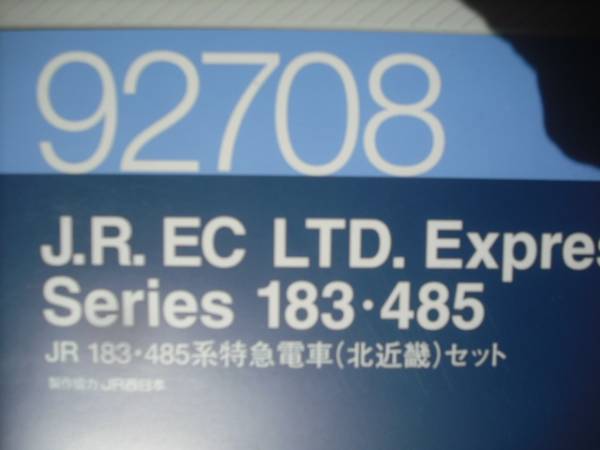 92708
J.R. EC LTD. Expres
Series 183・485
JR 183・485系特急電車(北近畿)セット
製作協力 JR西日本